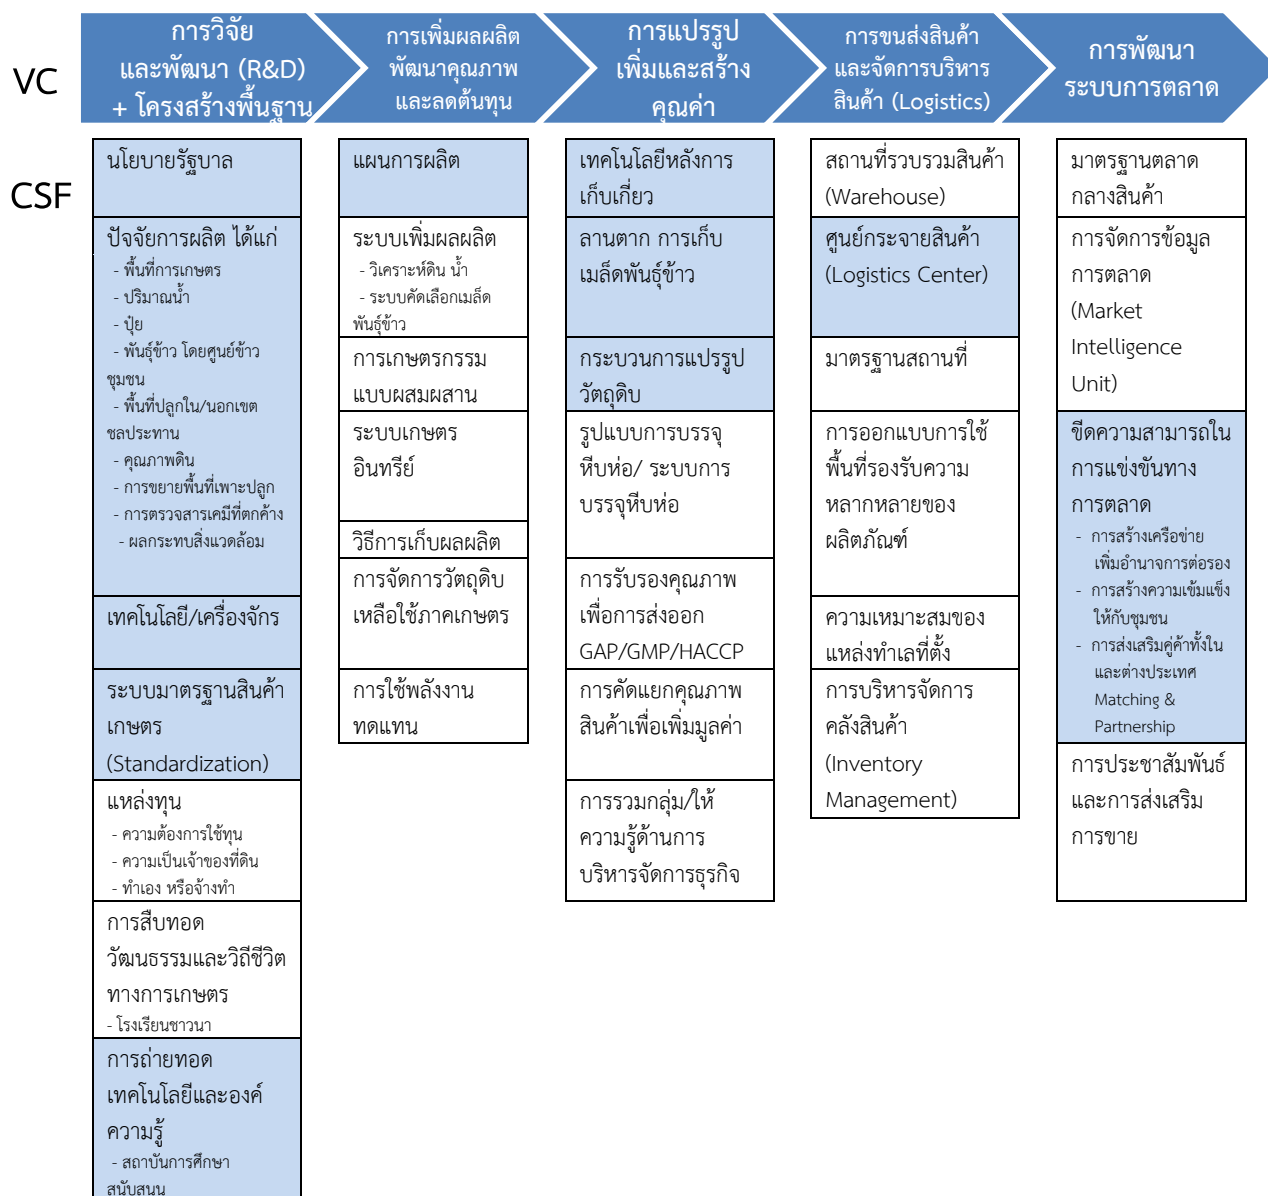 VC
การวิจัย
และพัฒนา (R&D)
+ โครงสร้างพื้นฐาน
การเพิ่มผลผลิต
พัฒนาคุณภาพ
และลดต้นทุน
การแปรรูป
เพิ่มและสร้าง
คุณค่า
การขนส่งสินค้า
และจัดการบริหาร
สินค้า (Logistics)
การพัฒนา
ระบบการตลาด
CSF
นโยบายรัฐบาล
ปัจจัยการผลิต ได้แก่
- พื้นที่การเกษตร
- ปริมาณน้ำ
- ปุ๋ย
- พันธุ์ข้าว โดยศูนย์ข้าว
ชุมชน
- พื้นที่ปลูกใน/นอกเขต
ชลประทาน
- คุณภาพดิน
- การขยายพื้นที่เพาะปลูก
- การตรวจสารเคมีที่ตกค้าง
- ผลกระทบสิ่งแวดล้อม
เทคโนโลยี/เครื่องจักร
ระบบมาตรฐานสินค้า
เกษตร
(Standardization)
แหล่งทุน
- ความต้องการใช้ทุน
- ความเป็นเจ้าของที่ดิน
- ทำเอง หรือจ้างทำ
การสืบทอด
วัฒนธรรมและวิถีชีวิต
ทางการเกษตร
- โรงเรียนชาวนา
การถ่ายทอด
เทคโนโลยีและองค์
ความรู้
- สถาบันการศึกษา
สนับสนุน
แผนการผลิต
ระบบเพิ่มผลผลิต
- วิเคราะห์ดิน น้ำ
- ระบบคัดเลือกเมล็ด
พันธุ์ข้าว
การเกษตรกรรม
แบบผสมผสาน
ระบบเกษตร
อินทรีย์
วิธีการเก็บผลผลิต
การจัดการวัตถุดิบ
เหลือใช้ภาคเกษตร
การใช้พลังงาน
ทดแทน
เทคโนโลยีหลังการ
เก็บเกี่ยว
ลานตาก การเก็บ
เมล็ดพันธุ์ข้าว
กระบวนการแปรรูป
วัตถุดิบ
รูปแบบการบรรจุ
หีบห่อ/ ระบบการ
บรรจุหีบห่อ
การรับรองคุณภาพ
เพื่อการส่งออก
GAP/GMP/HACCP
การคัดแยกคุณภาพ
สินค้าเพื่อเพิ่มมูลค่า
การรวมกลุ่ม/ให้
ความรู้ด้านการ
บริหารจัดการธุรกิจ
สถานที่รวบรวมสินค้า
(Warehouse)
ศูนย์กระจายสินค้า
(Logistics Center)
มาตรฐานสถานที่
การออกแบบการใช้
พื้นที่รองรับความ
หลากหลายของ
ผลิตภัณฑ์
ความเหมาะสมของ
แหล่งทำเลที่ตั้ง
การบริหารจัดการ
คลังสินค้า
(Inventory
Management)
มาตรฐานตลาด
กลางสินค้า
การจัดการข้อมูล
การตลาด
(Market
Intelligence
Unit)
ขีดความสามารถใน
การแข่งขันทาง
การตลาด
- การสร้างเครือข่าย
เพิ่มอำนาจการต่อรอง
- การสร้างความเข้มแข็ง
ให้กับชุมชน
- การส่งเสริมคู่ค้าทั้งใน
และต่างประเทศ
Matching &
Partnership
การประชาสัมพันธ์
และการส่งเสริม
การขาย